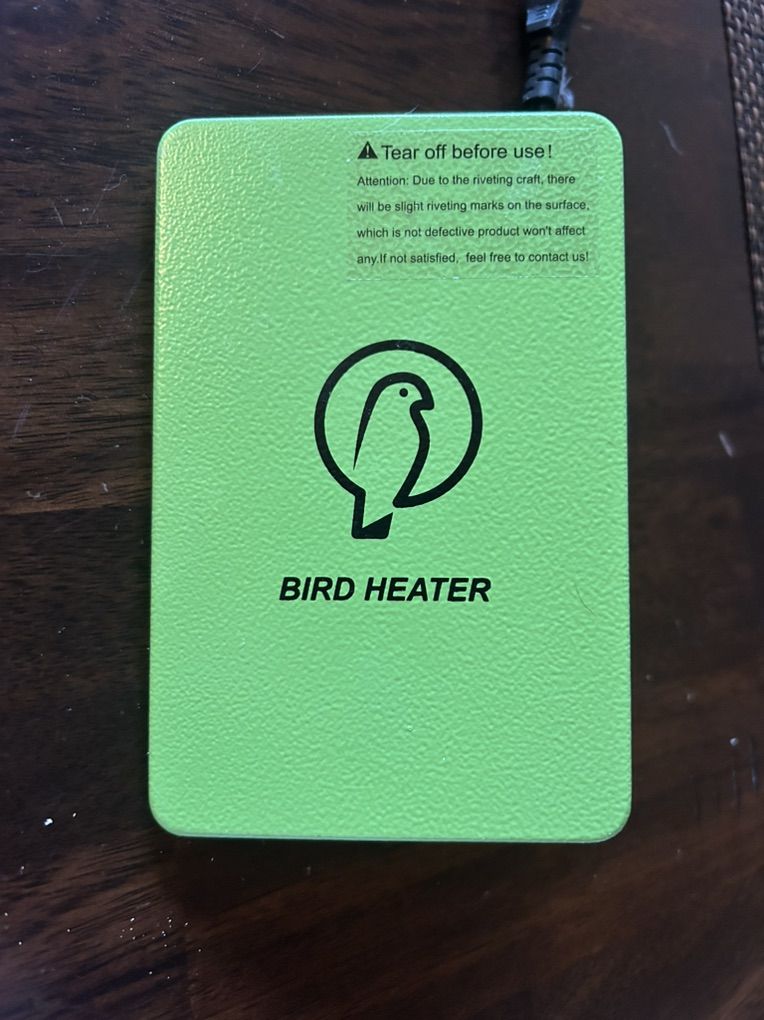 ⚠Tear off before use!
Attention: Due to the riveting craft, there
will be slight riveting marks on the surface,
which is not defective product won't affect
any.If not satisfied, feel free to contact us!
BIRD HEATER